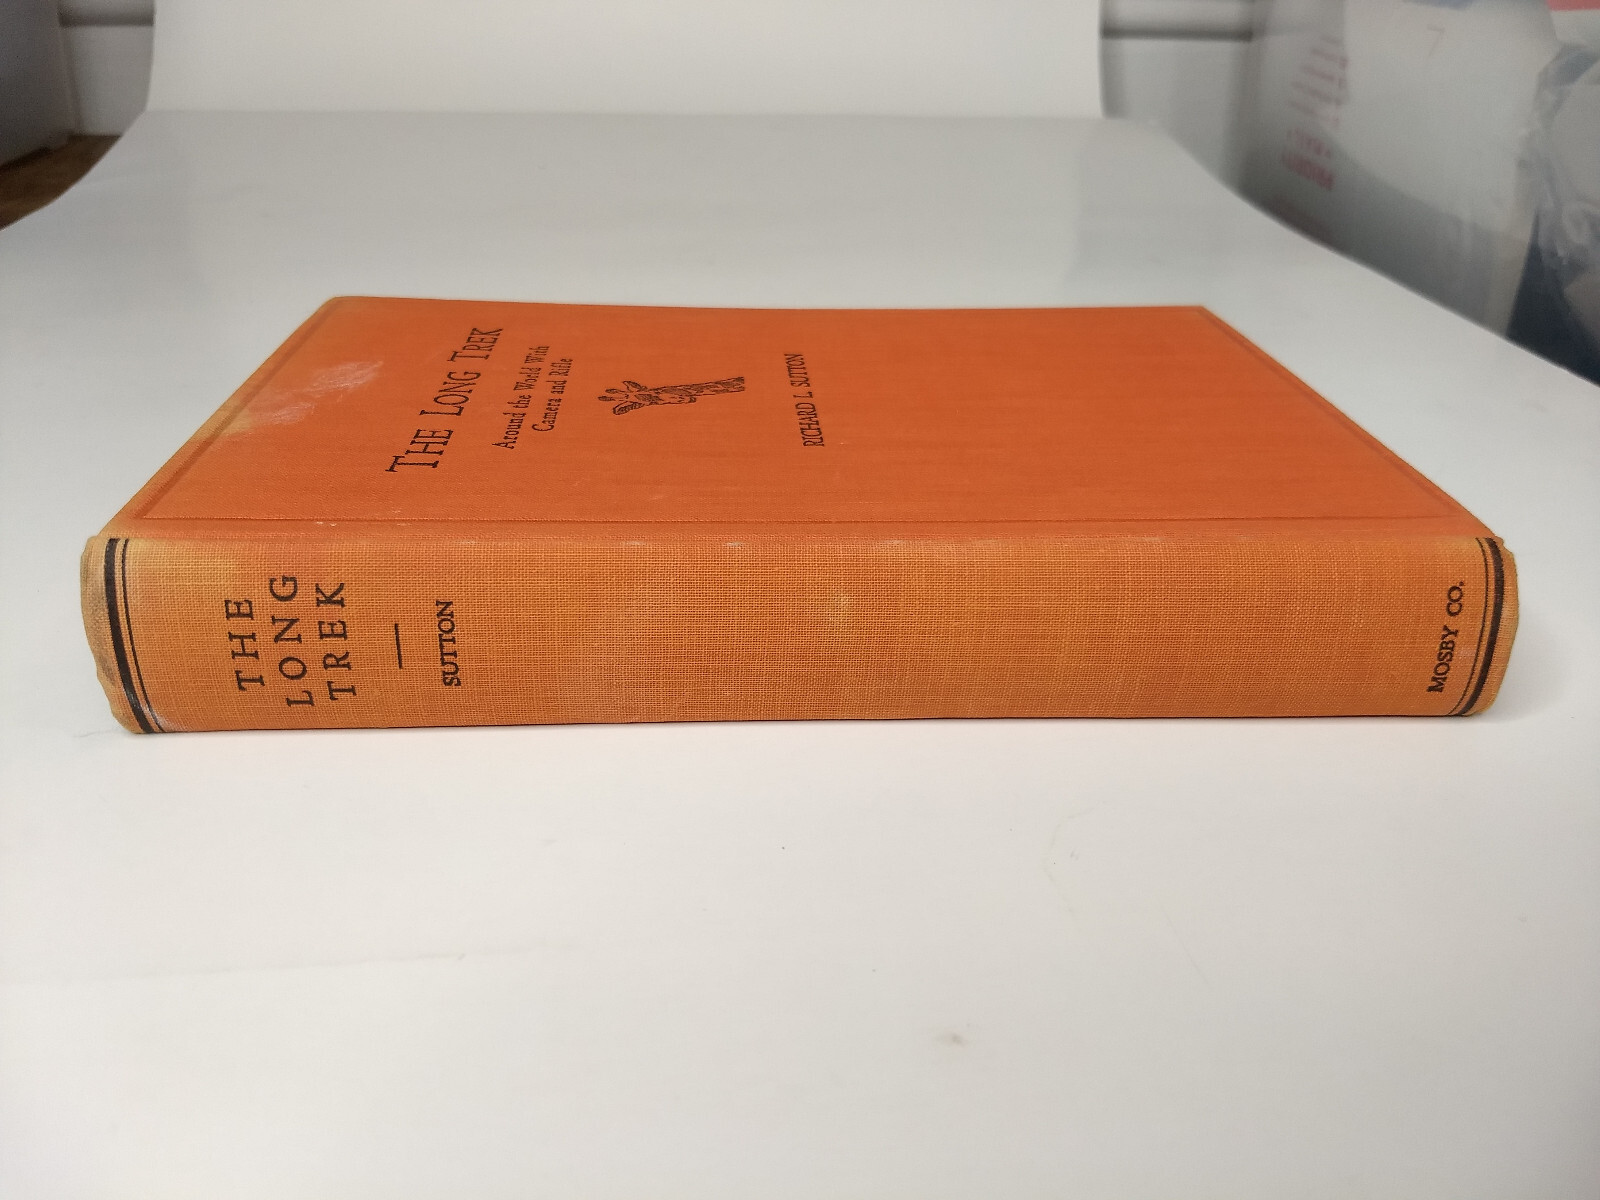 THE LONG TREK
Around the World With
Camera and Rifle
RICHARD L. SUTTON
THE
LONG
TREK
SUTTON
MOSBY CO.